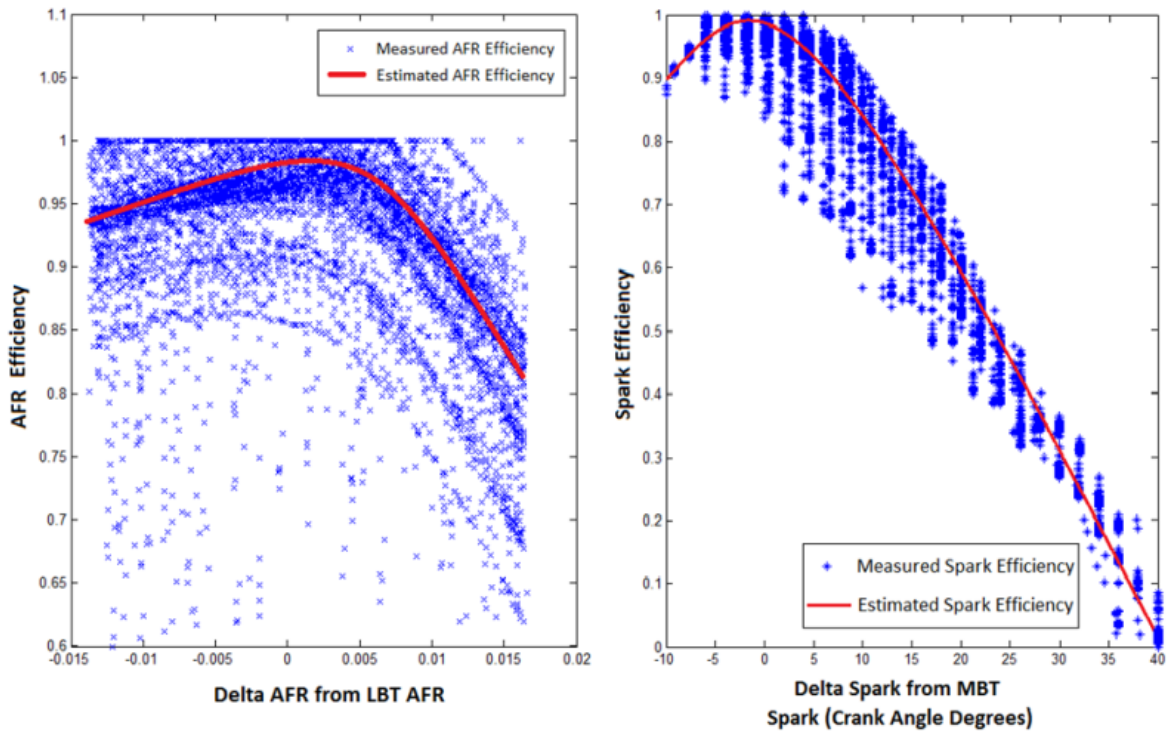 1.1
1.05
1
0.95
0.9
0.85
0.8
0.75
0.7
0.65
0.6
AFR Efficiency
Measured AFR Efficiency
Estimated AFR Efficiency
-0.015 -0.01 -0.005 0 0.005 0.01 0.015 0.02
Delta AFR from LBT AFR
1
0.9
0.8
0.7
0.6
0.5
0.4
0.3
0.2
0.1
0
Spark Efficiency
Measured Spark Efficiency
Estimated Spark Efficiency
-10 -5 0 5 10 15 20 25 30 35 40
Delta Spark from MBT
Spark (Crank Angle Degrees)